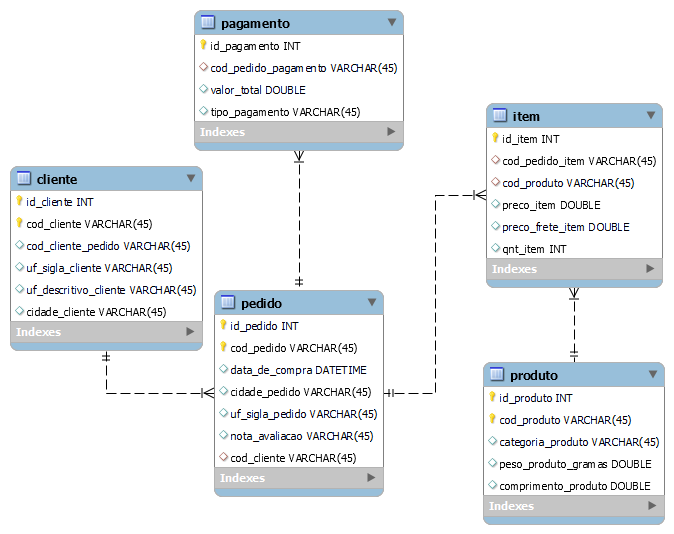 pagamento
id_pagamento INT
cod_pedido_pagamento VARCHAR(45)
valor_total DOUBLE
tipo_pagamento VARCHAR(45)
Indexes
cliente
id_cliente INT
cod_cliente VARCHAR(45)
cod_cliente_pedido VARCHAR(45)
uf_sigla_cliente VARCHAR(45)
uf_descritivo_cliente VARCHAR(45)
cidade_cliente VARCHAR(45)
Indexes
pedido
id_pedido INT
cod_pedido VARCHAR(45)
data_de_compra DATETIME
cidade_pedido VARCHAR(45)
uf_sigla_pedido VARCHAR(45)
nota_avaliacao VARCHAR(45)
cod_cliente VARCHAR(45)
Indexes
item
id_item INT
cod_pedido_item VARCHAR(45)
cod_produto VARCHAR(45)
preco_item DOUBLE
preco_frete_item DOUBLE
qnt_item INT
Indexes
produto
id_produto INT
cod_produto VARCHAR(45)
categoria_produto VARCHAR(45)
peso_produto_gramas DOUBLE
comprimento_produto DOUBLE
Indexes